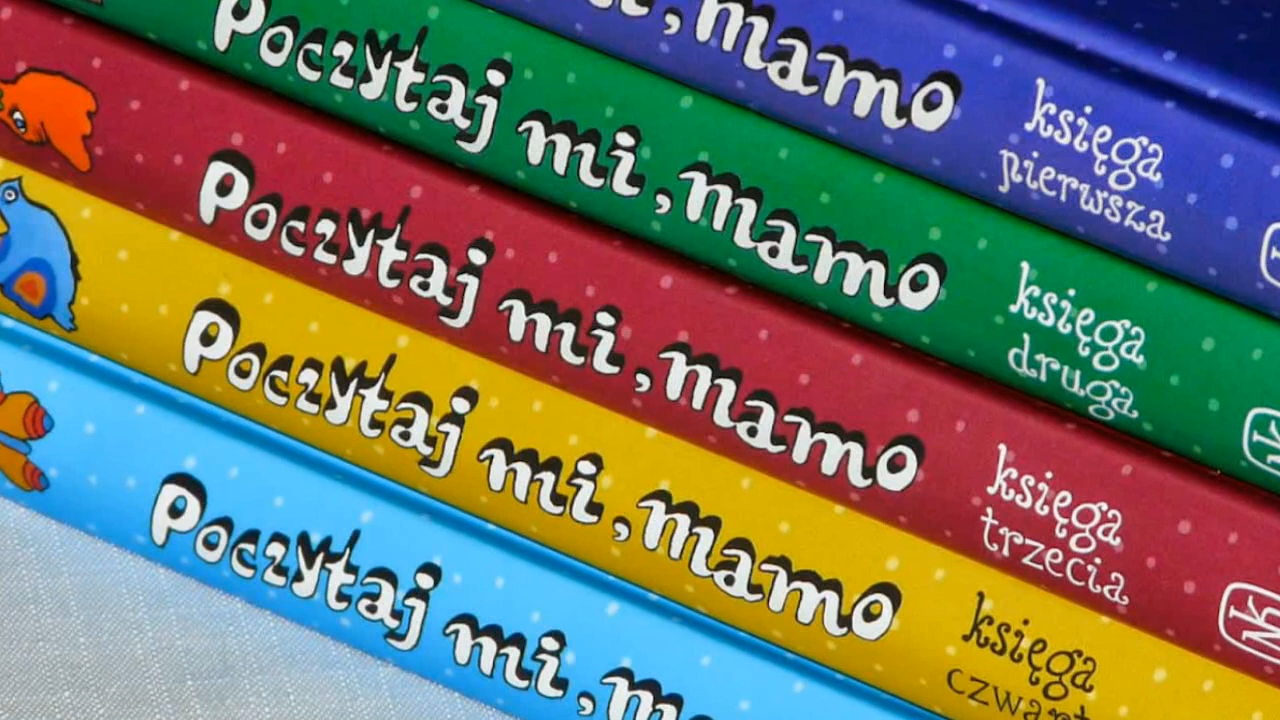 mamo
księga
pierwsza
Poczytaj mi, mamo
księga
druga
Poczytaj mi, mamo
księga
trzecia
Poczytaj mi, mamo
księga
Poczytaj mi,